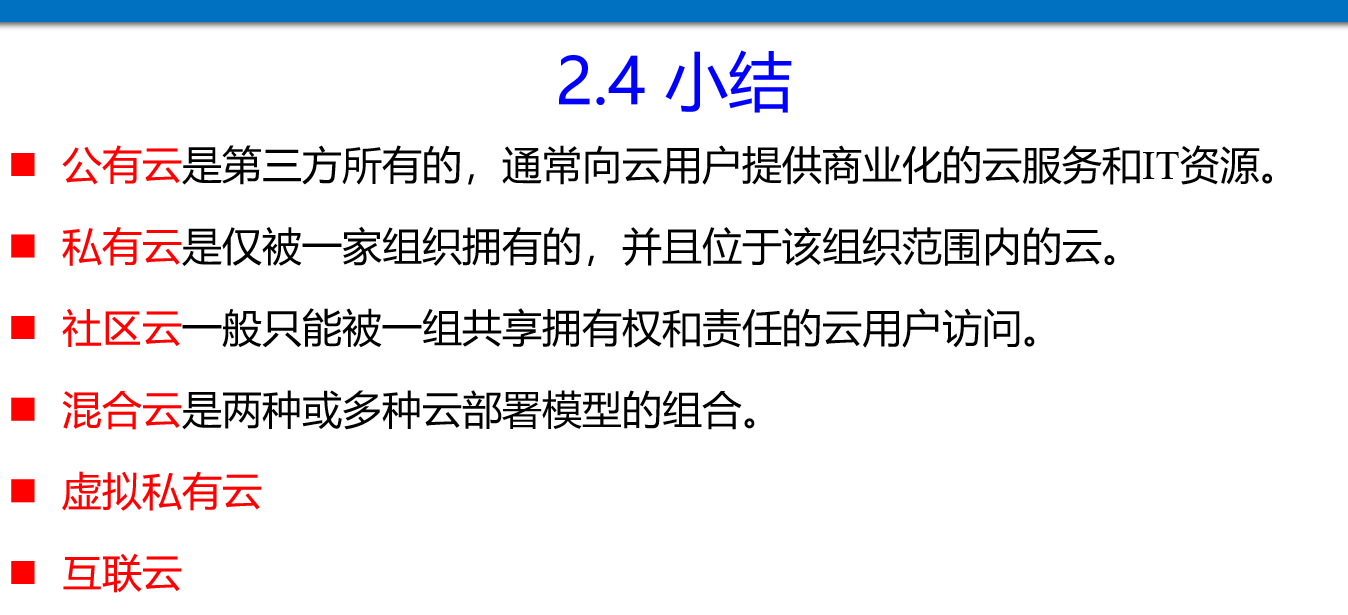 2.4 小结
■ 公有云是第三方所有的，通常向云用户提供商业化的云服务和IT资源。
■ 私有云是仅被一家组织拥有的，并且位于该组织范围内的云。
■ 社区云一般只能被一组共享拥有权和责任的云用户访问。
■ 混合云是两种或多种云部署模型的组合。
■ 虚拟私有云
■ 互联云